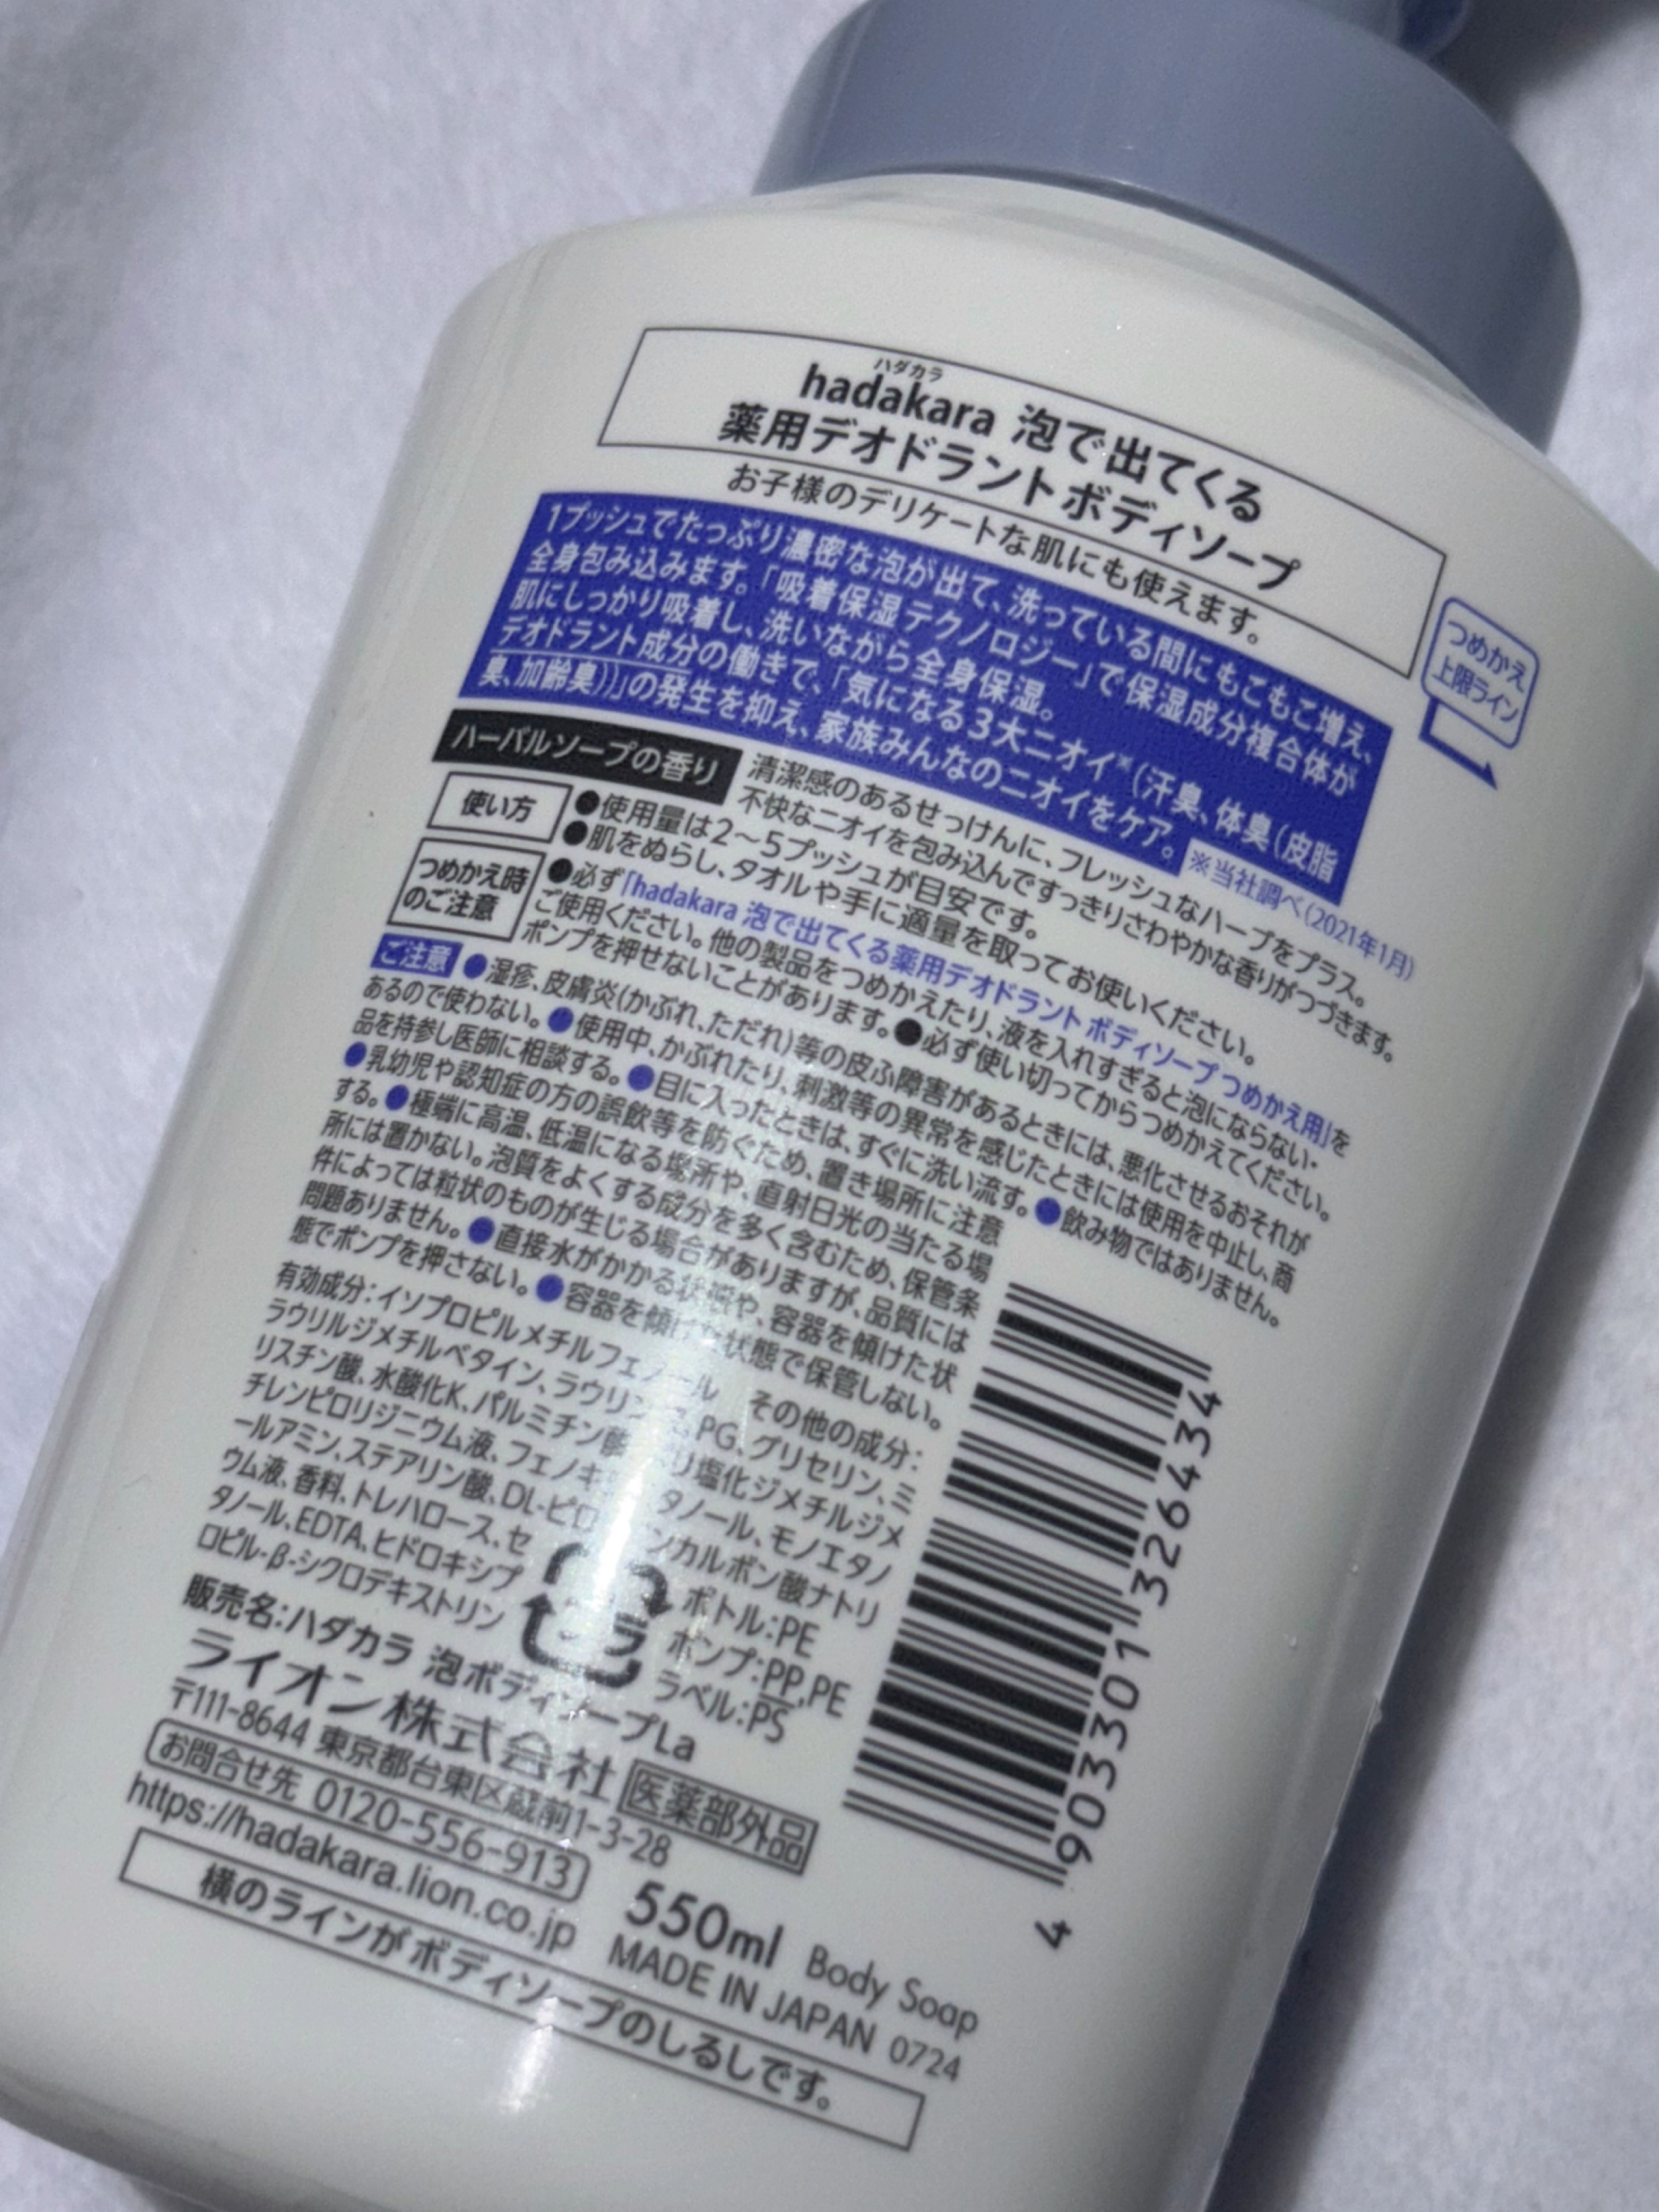 ハダカラ
hadakara 泡で出てくる
薬用デオドラント ボディソープ
お子様のデリケートな肌にも使えます。
1プッシュでたっぷり濃密な泡が出て、洗っている間にもこもこ増え、
全身包み込みます。「吸着保湿テクノロジー」で保湿成分複合体が
肌にしっかり吸着し、洗いながら全身保湿。
デオドラント成分の働きで、「気になる3大ニオイ※(汗臭、体臭(皮脂
臭、加齢臭))」の発生を抑え、家族みんなのニオイをケア。
※当社調べ(2021年1月)
つめかえ
上限ライン
ハーバルソープの香り
清潔感のあるせっけんに、フレッシュなハーブをプラス。
不快なニオイを包み込んですっきりさわやかな香りがつづきます。
使い方
●使用量は2〜5プッシュが目安です。
●肌をぬらし、タオルや手に適量を取ってお使いください。
つめかえ時
のご注意
●必ず「hadakara 泡で出てくる薬用デオドラント ボディソープ つめかえ用」を
ご使用ください。他の製品をつめかえたり、液を入れすぎると泡にならない・
ポンプを押せないことがあります。●必ず使い切ってからつめかえてください。
ご注意 ●湿疹、皮膚炎(かぶれ、ただれ)等の皮ふ障害があるときには、悪化させるおそれが
あるので使わない。●使用中、かぶれたり、刺激等の異常を感じたときには使用を中止し、商
品を持参し医師に相談する。●目に入ったときは、すぐに洗い流す。●飲み物ではありません。
●乳幼児や認知症の方の誤飲等を防ぐため、置き場所に注意
する。●極端に高温、低温になる場所や、直射日光の当たる場
所には置かない。泡質をよくする成分を多く含むため、保管条
件によっては粒状のものが生じる場合がありますが、品質には
問題ありません。●直接水がかかる状態や、容器を傾けた状
態でポンプを押さない。●容器を傾けた状態で保管しない。
有効成分:イソプロピルメチルフェノール その他の成分:
ラウリルジメチルベタイン、ラウリン酸、PG、グリセリン、ミ
リスチン酸、水酸化K、パルミチン酸、 リ塩化ジメチルジメ
チレンピロリジニウム液、フェノキ タノール、モノエタノ
ールアミン、ステアリン酸、DL-ピロ ンカルボン酸ナトリ
ウム液、香料、トレハロース、セ
タノール、EDTA、ヒドロキシプ
ロピル-β-シクロデキストリン
ボトル:PE
ポンプ:PP,PE
ラベル:PS
販売名:ハダカラ 泡ボディソープLa
ライオン株式会社 医薬部外品
〒111-8644 東京都台東区蔵前1-3-28
お問合せ先 0120-556-913
https://hadakara.lion.co.jp
550ml Body Soap
MADE IN JAPAN 0724
横のラインがボディソープのしるしです。
4 903301 326434